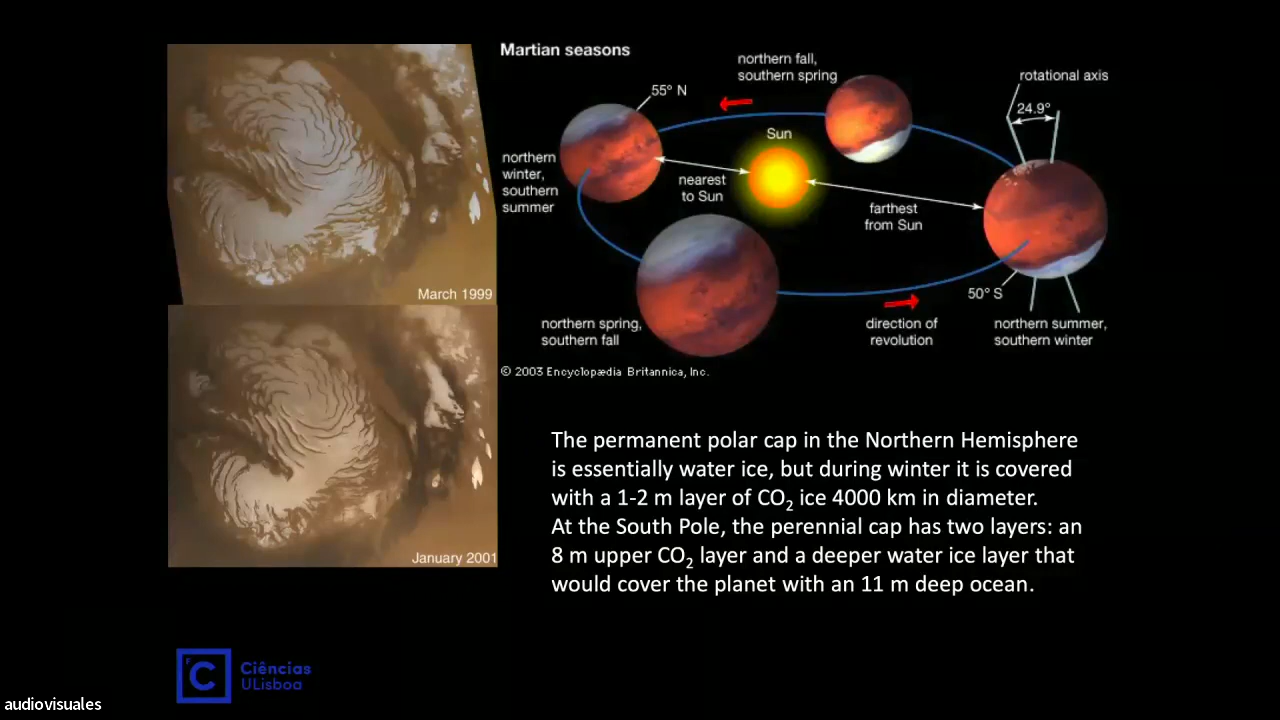 March 1999
January 2001
Martian seasons
northern fall,
southern spring
rotational axis
55° N
24.9°
Sun
northern
winter,
southern
summer
nearest
to Sun
farthest
from Sun
50° S
northern spring,
southern fall
direction of
revolution
northern summer,
southern winter
© 2003 Encyclopædia Britannica, Inc.
The permanent polar cap in the Northern Hemisphere
is essentially water ice, but during winter it is covered
with a 1-2 m layer of CO₂ ice 4000 km in diameter.
At the South Pole, the perennial cap has two layers: an
8 m upper CO₂ layer and a deeper water ice layer that
would cover the planet with an 11 m deep ocean.
F
C
Ciências
ULisboa
audiovisuales